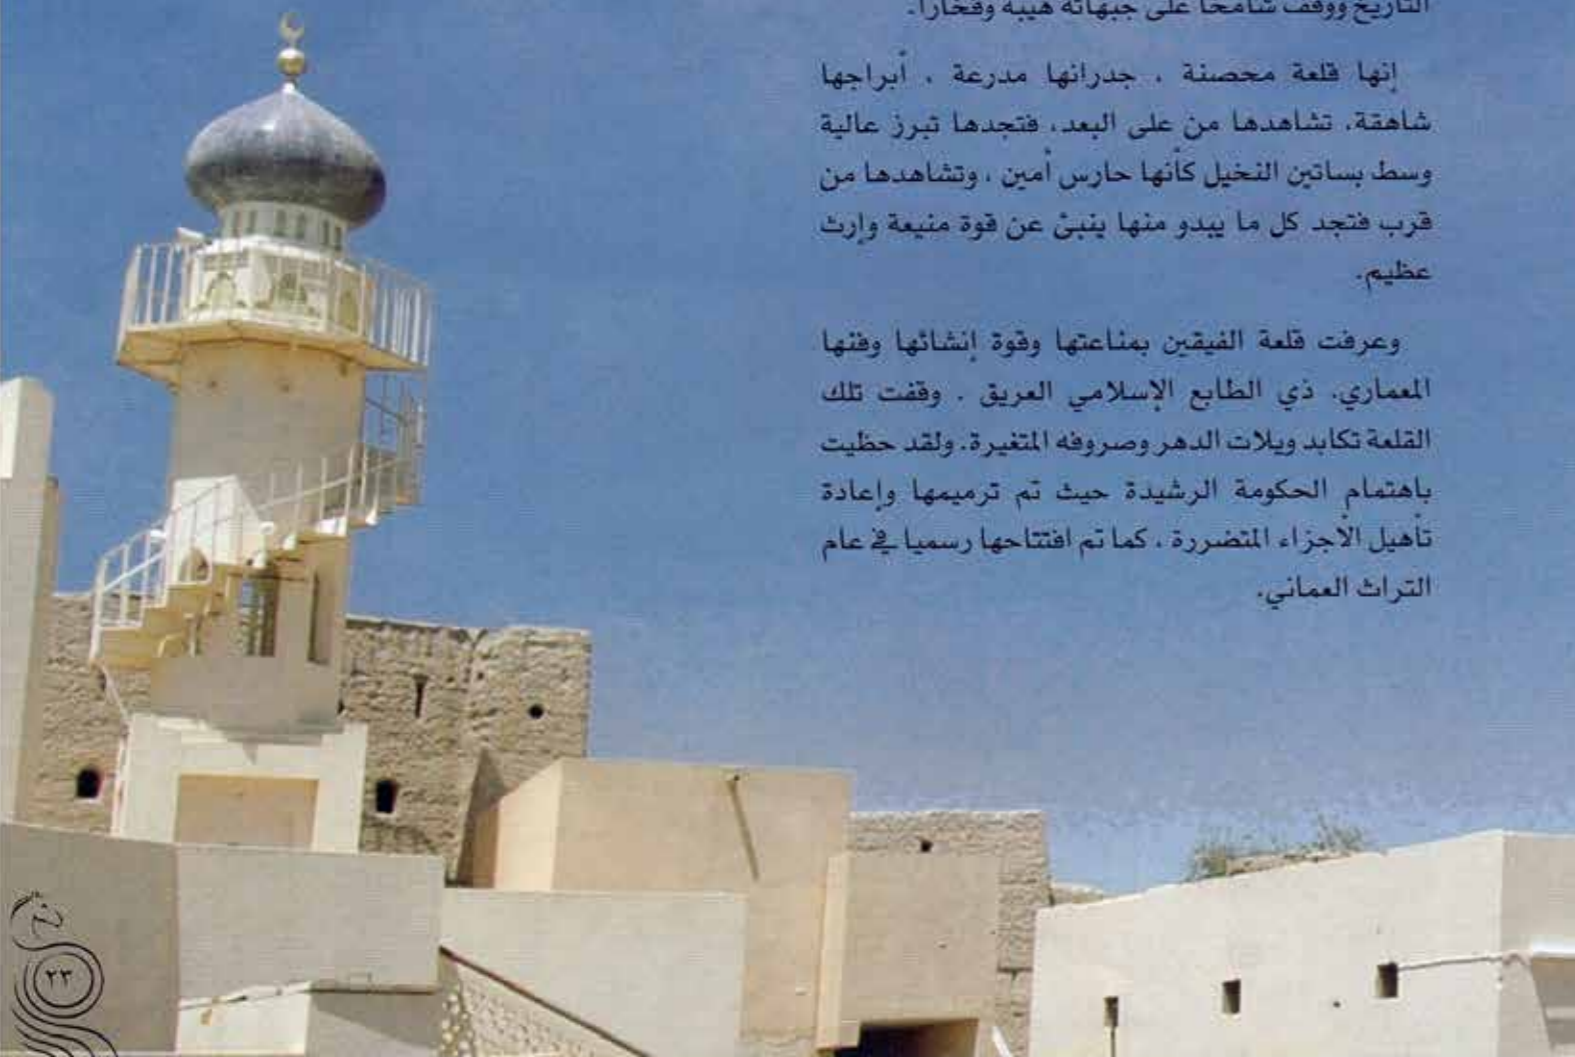 التاريخ ووقف شامخا على جبهاته هيبة وفخارا.
إنها قلعة محصنة ، جدرانها مدرعة ، أبراجها
شاهقة. تشاهدها من على البعد، فتجدها تبرز عالية
وسط بساتين النخيل كأنها حارس أمين ، وتشاهدها من
قرب فتجد كل ما يبدو منها ينبئ عن قوة منيعة وإرث
عظيم.
وعرفت قلعة الفيقين بمناعتها وقوة إنشائها وفنها
المعماري. ذي الطابع الإسلامي العريق . وقفت تلك
القلعة تكابد ويلات الدهر وصروفه المتغيرة. ولقد حظيت
باهتمام الحكومة الرشيدة حيث تم ترميمها وإعادة
تأهيل الأجزاء المتضررة ، كما تم افتتاحها رسميا في عام
التراث العماني.
٢٣